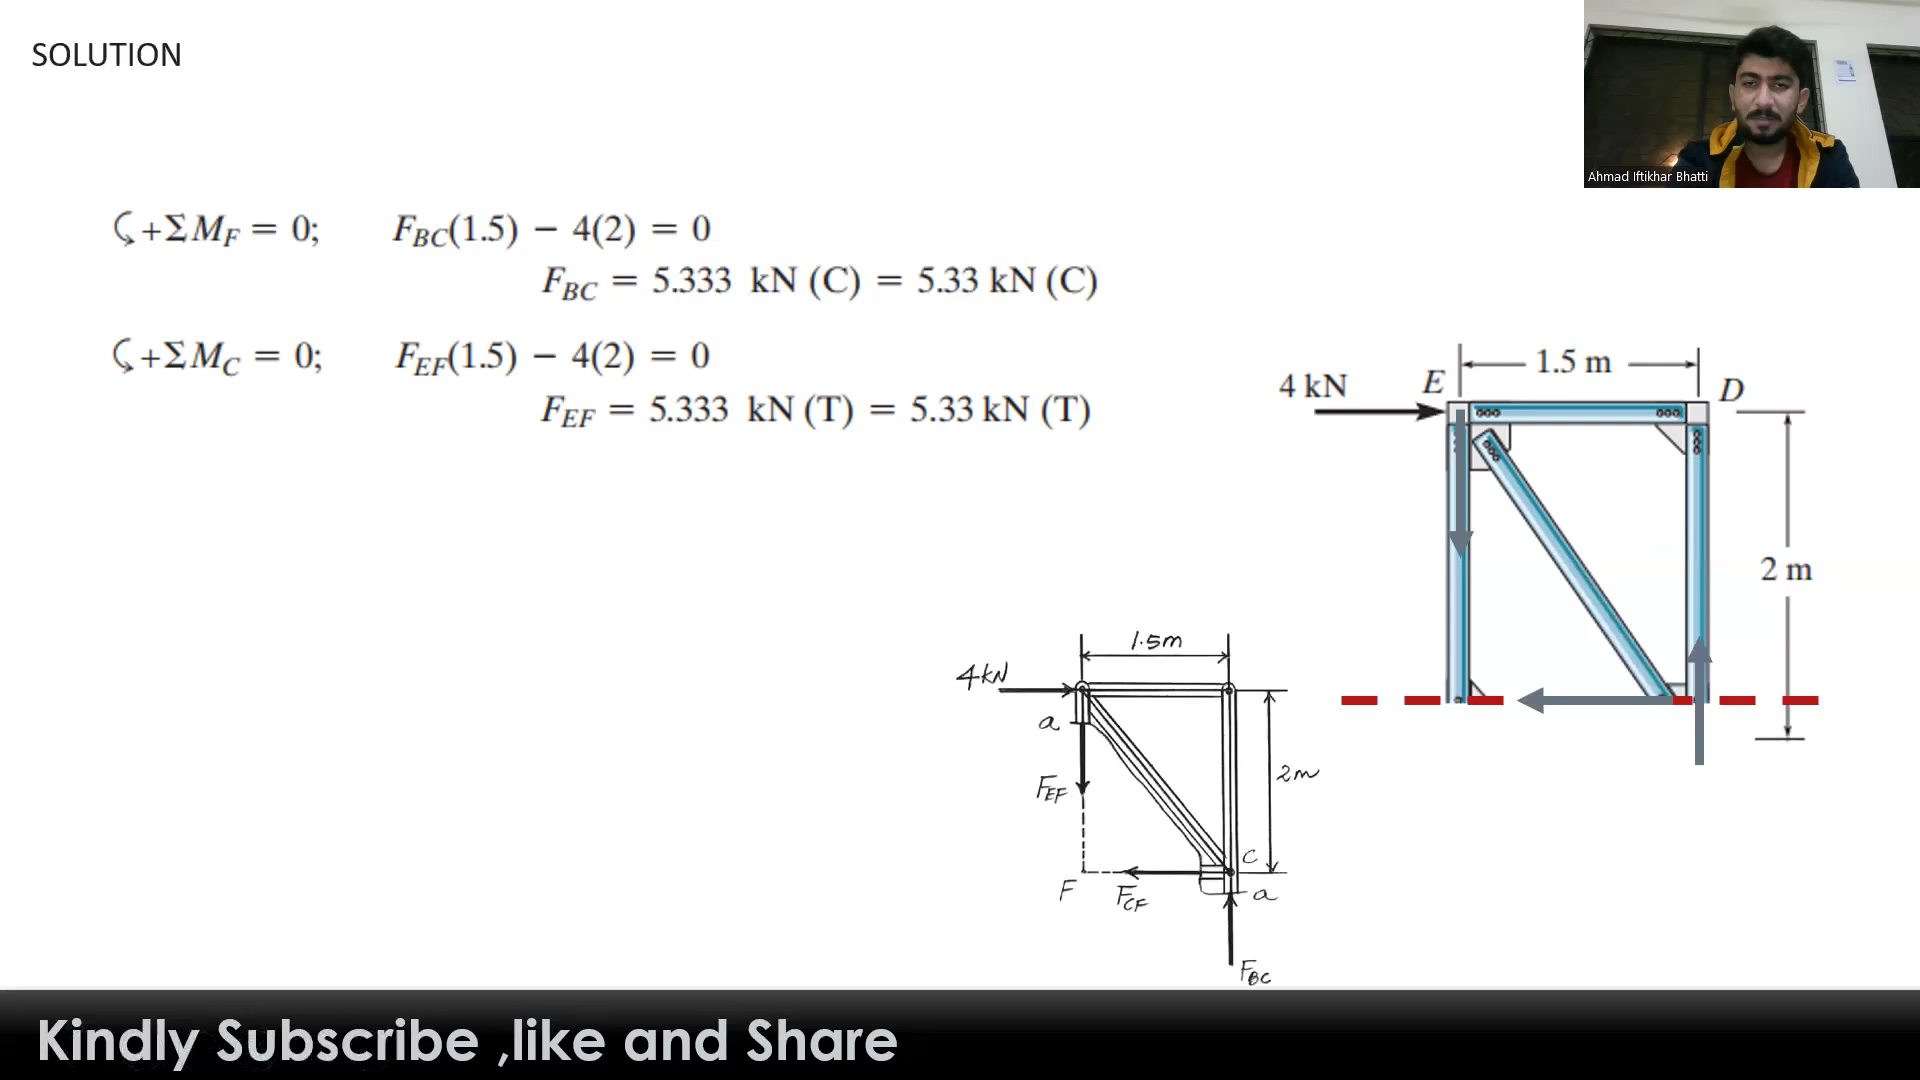 SOLUTION
Ahmad Iftikhar Bhatti
⤹+ΣM_F = 0; F_BC(1.5) − 4(2) = 0
F_BC = 5.333 kN (C) = 5.33 kN (C)
⤹+ΣM_C = 0; F_EF(1.5) − 4(2) = 0
F_EF = 5.333 kN (T) = 5.33 kN (T)
1.5 m
4 kN E D
2 m
1.5m
4kN
a
F_EF
2m
C
F F_CF a
F_BC
Kindly Subscribe ,like and Share